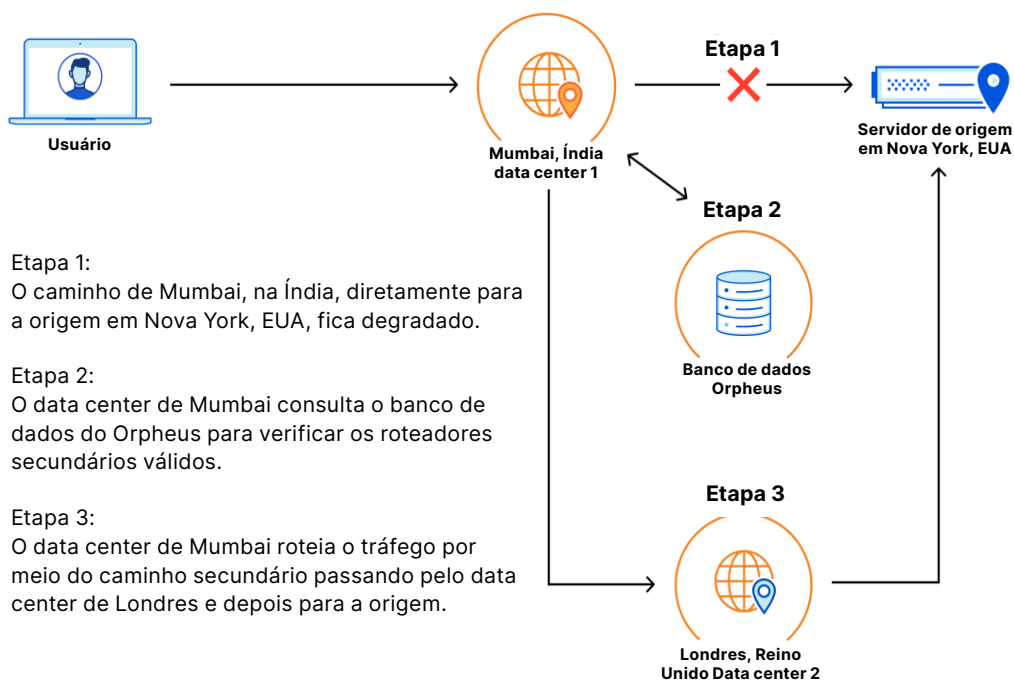 Etapa 1
Usuário
Servidor de origem
em Nova York, EUA
Mumbai, Índia
data center 1
Etapa 2
Banco de dados
Orpheus
Etapa 1:
O caminho de Mumbai, na Índia, diretamente para
a origem em Nova York, EUA, fica degradado.
Etapa 2:
O data center de Mumbai consulta o banco de
dados do Orpheus para verificar os roteadores
secundários válidos.
Etapa 3:
O data center de Mumbai roteia o tráfego por
meio do caminho secundário passando pelo data
center de Londres e depois para a origem.
Etapa 3
Londres, Reino
Unido Data center 2